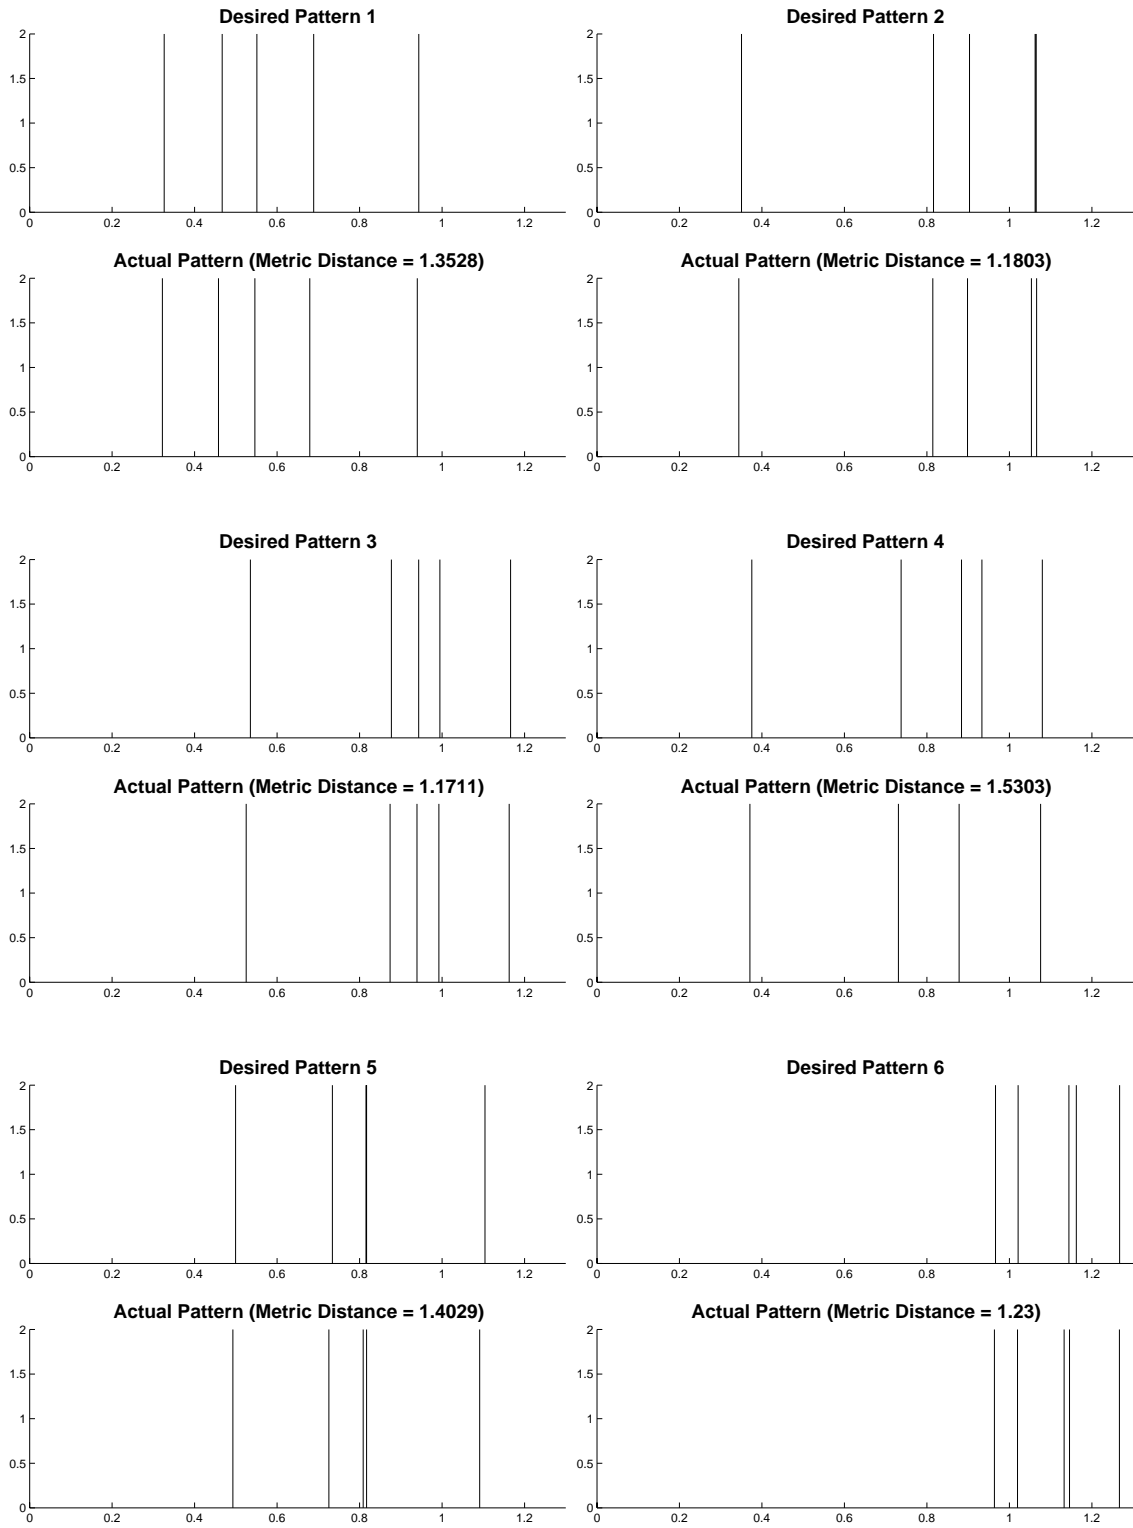 Desired Pattern 1
2
1.5
1
0.5
0
0 0.2 0.4 0.6 0.8 1 1.2
Desired Pattern 2
2
1.5
1
0.5
0
0 0.2 0.4 0.6 0.8 1 1.2
Actual Pattern (Metric Distance = 1.3528)
2
1.5
1
0.5
0
0 0.2 0.4 0.6 0.8 1 1.2
Actual Pattern (Metric Distance = 1.1803)
2
1.5
1
0.5
0
0 0.2 0.4 0.6 0.8 1 1.2
Desired Pattern 3
2
1.5
1
0.5
0
0 0.2 0.4 0.6 0.8 1 1.2
Desired Pattern 4
2
1.5
1
0.5
0
0 0.2 0.4 0.6 0.8 1 1.2
Actual Pattern (Metric Distance = 1.1711)
2
1.5
1
0.5
0
0 0.2 0.4 0.6 0.8 1 1.2
Actual Pattern (Metric Distance = 1.5303)
2
1.5
1
0.5
0
0 0.2 0.4 0.6 0.8 1 1.2
Desired Pattern 5
2
1.5
1
0.5
0
0 0.2 0.4 0.6 0.8 1 1.2
Desired Pattern 6
2
1.5
1
0.5
0
0 0.2 0.4 0.6 0.8 1 1.2
Actual Pattern (Metric Distance = 1.4029)
2
1.5
1
0.5
0
0 0.2 0.4 0.6 0.8 1 1.2
Actual Pattern (Metric Distance = 1.23)
2
1.5
1
0.5
0
0 0.2 0.4 0.6 0.8 1 1.2